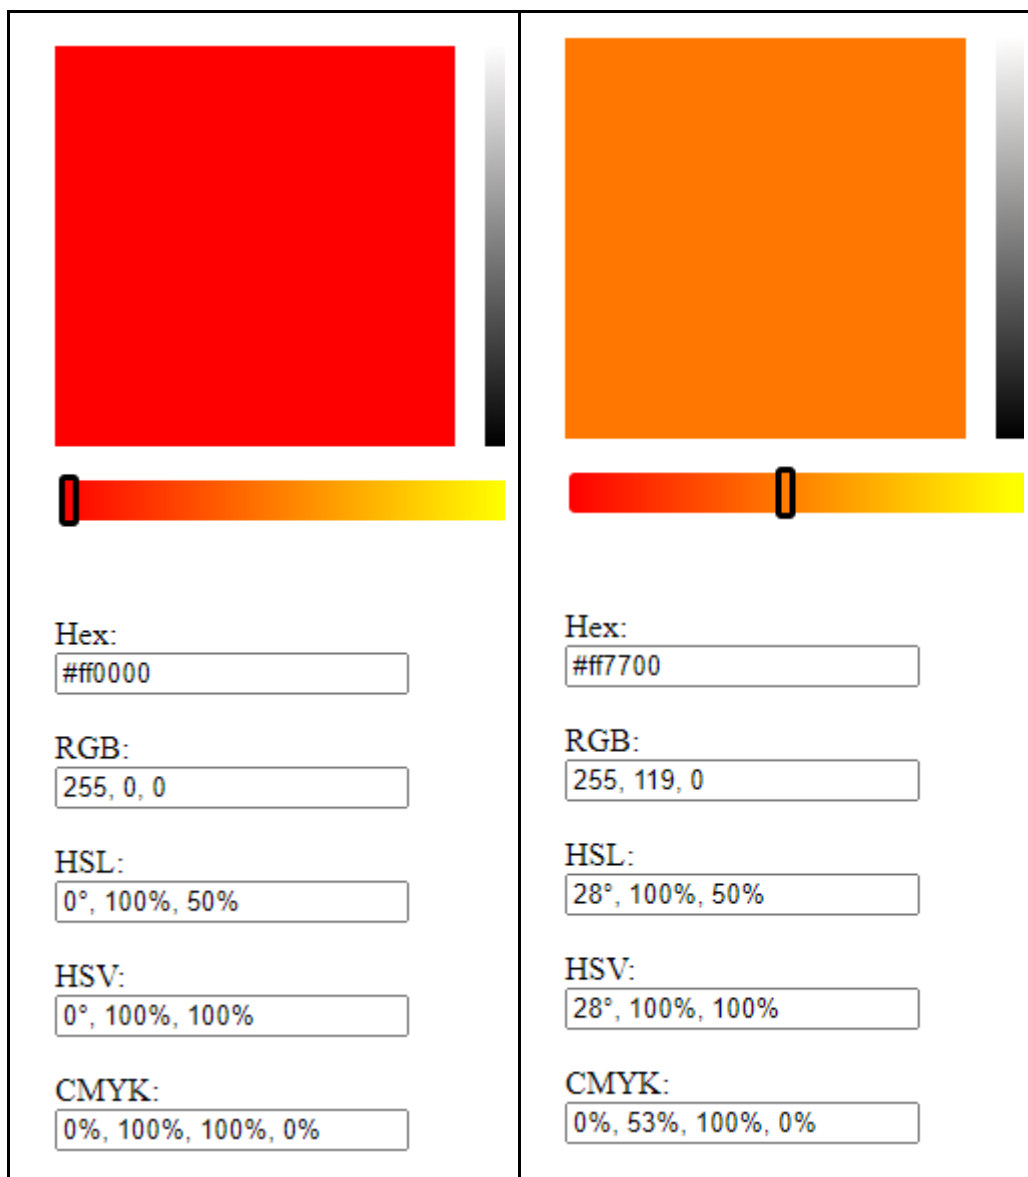 Hex:
#ff0000
RGB:
255, 0, 0
HSL:
0°, 100%, 50%
HSV:
0°, 100%, 100%
CMYK:
0%, 100%, 100%, 0%
Hex:
#ff7700
RGB:
255, 119, 0
HSL:
28°, 100%, 50%
HSV:
28°, 100%, 100%
CMYK:
0%, 53%, 100%, 0%